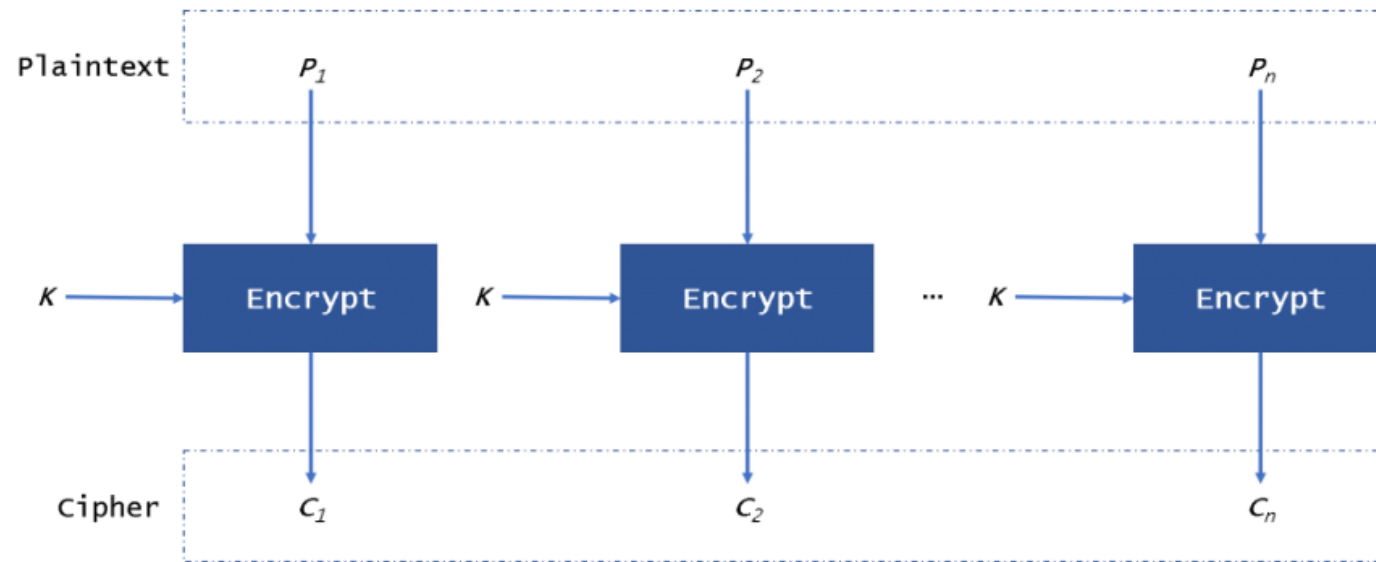 Plaintext P₁ P₂ Pₙ
K Encrypt K Encrypt ... K Encrypt
Cipher C₁ C₂ Cₙ